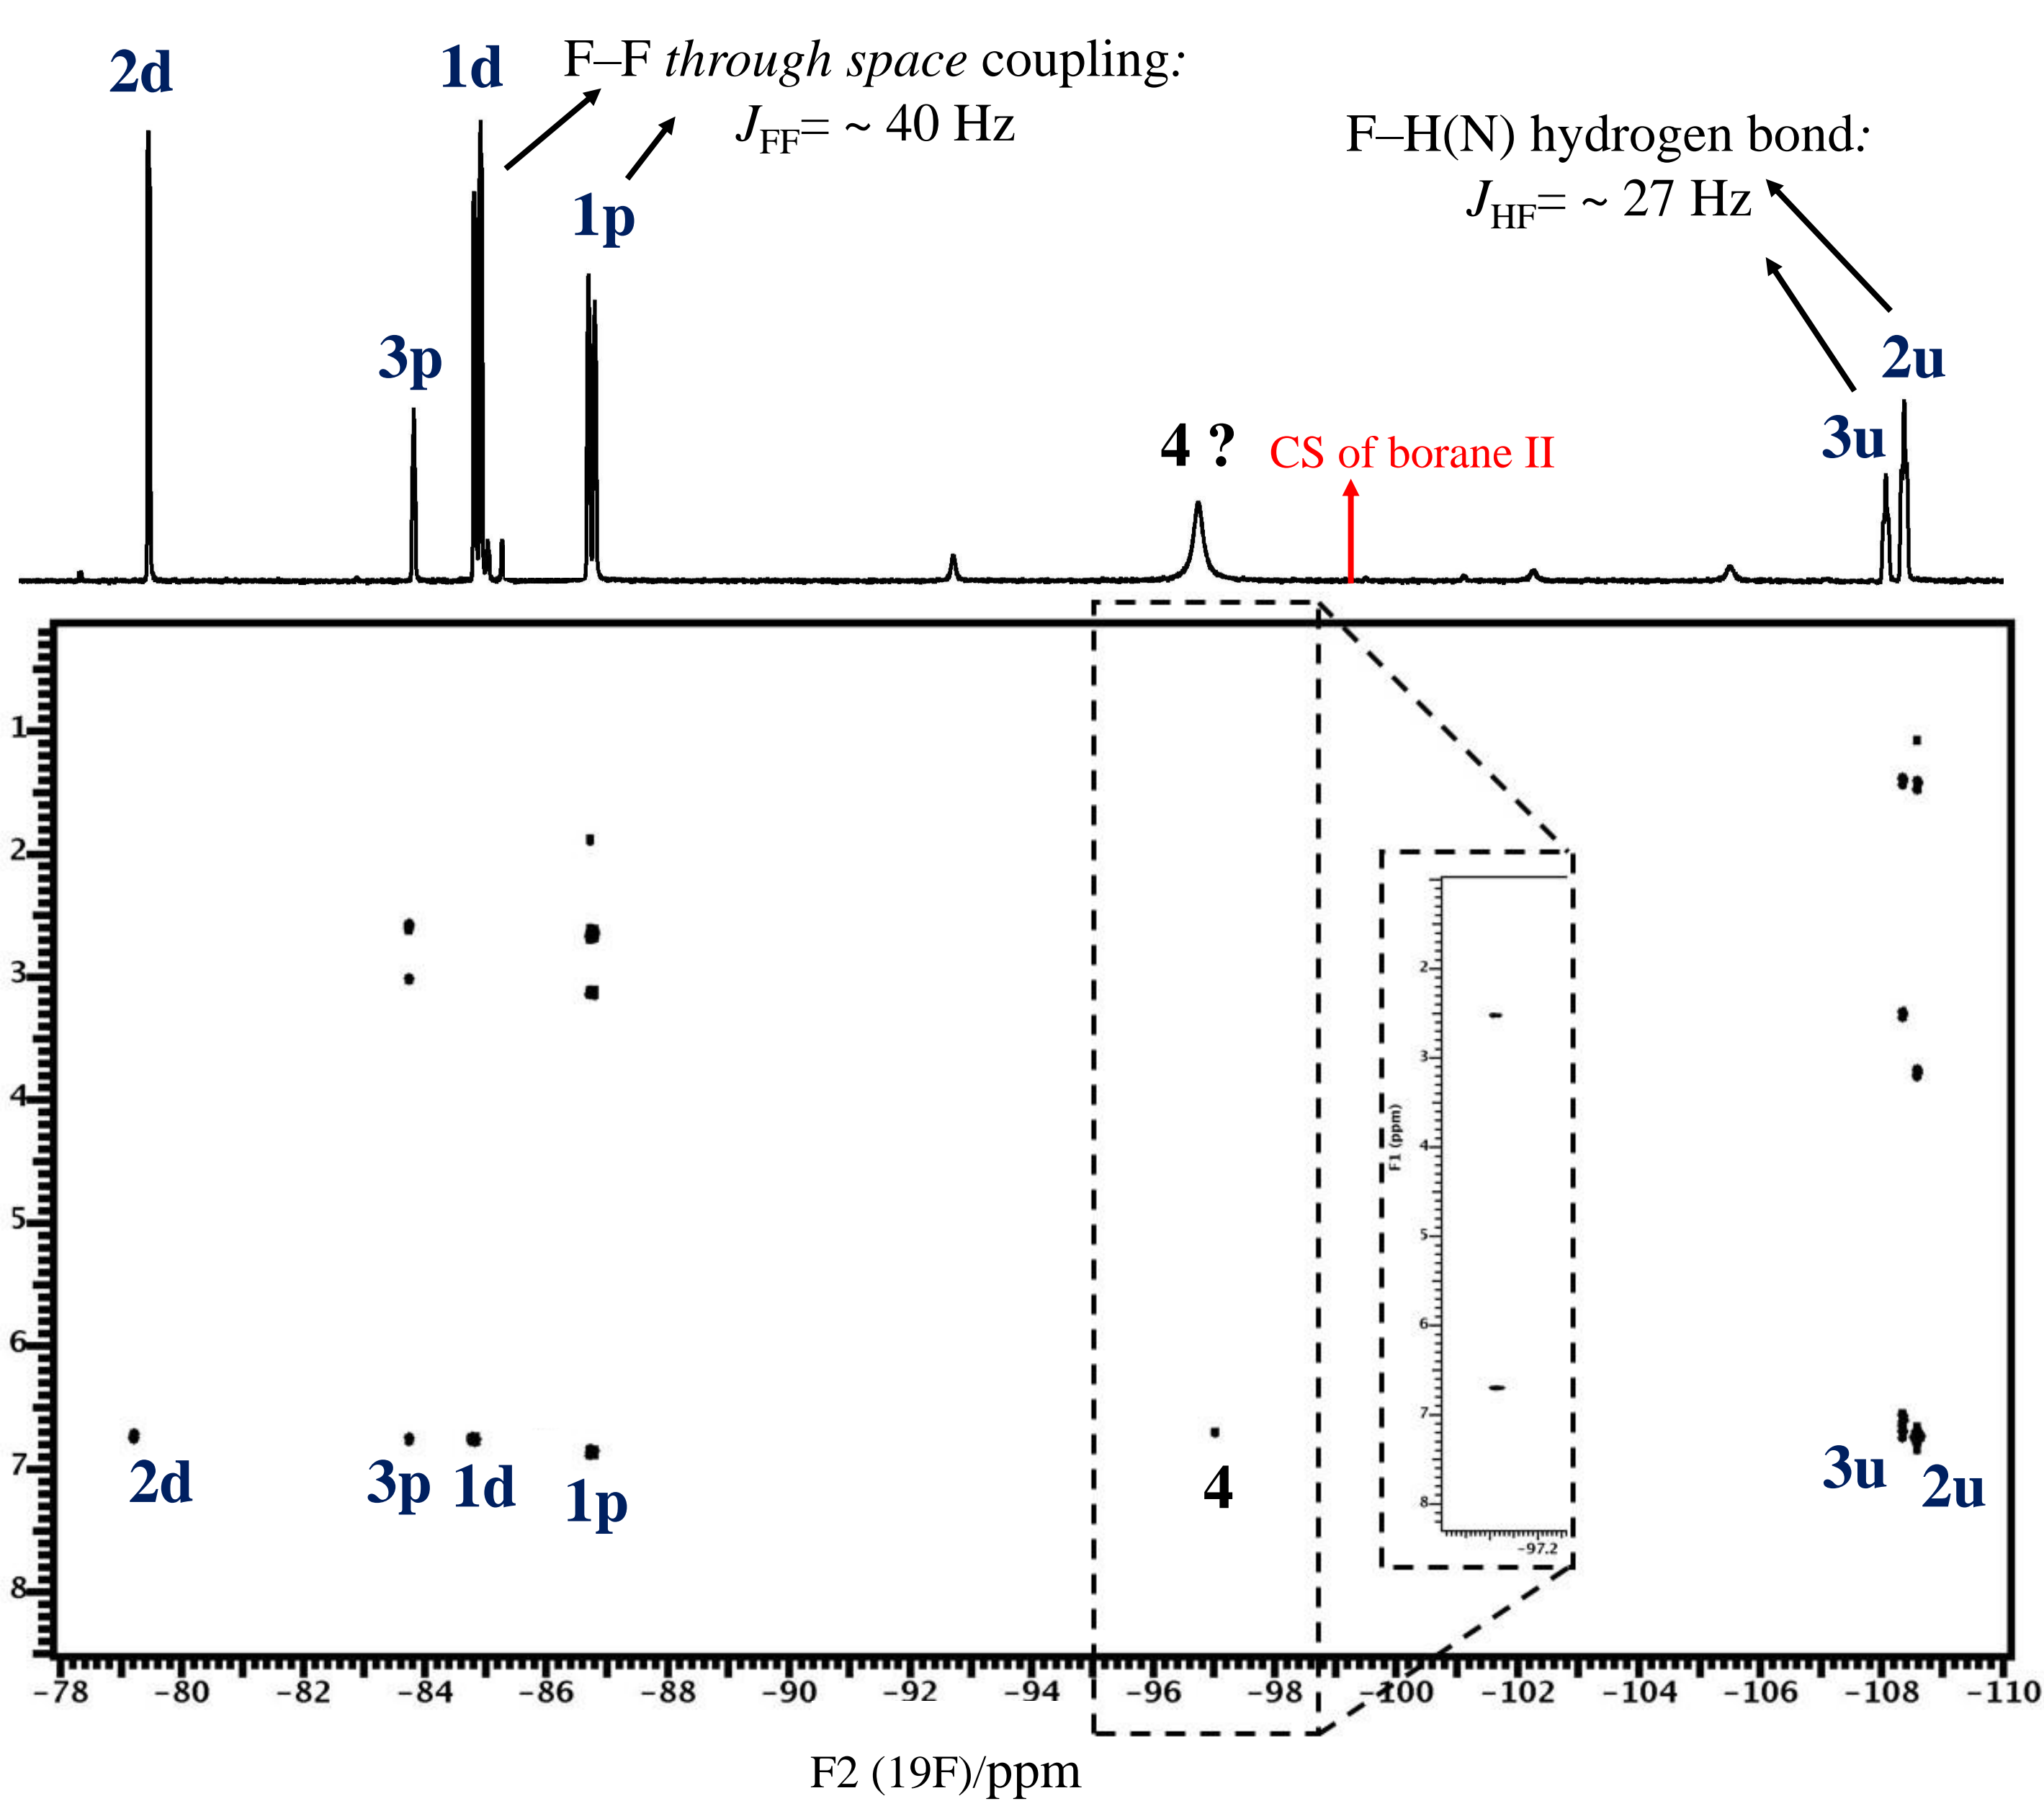 2d
1d
F–F through space coupling:
J_FF= ~ 40 Hz
F–H(N) hydrogen bond:
J_HF= ~ 27 Hz
1p
3p
2u
4 ?
CS of borane II
3u
1
2
3
4
5
6
7
8
2
3
4
5
6
7
8
F1 (ppm)
-97.2
2d
3p
1d
1p
4
3u
2u
-78
-80
-82
-84
-86
-88
-90
-92
-94
-96
-98
-100
-102
-104
-106
-108
-110
F2 (19F)/ppm